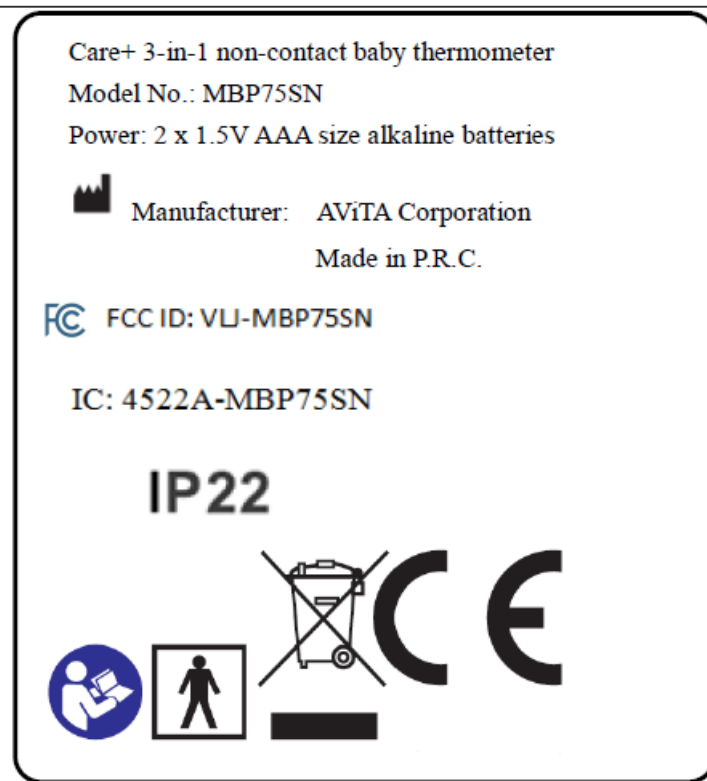 Care+ 3-in-1 non-contact baby thermometer
Model No.: MBP75SN
Power: 2 x 1.5V AAA size alkaline batteries
Manufacturer: AViTA Corporation
Made in P.R.C.
FC FCC ID: VLJ-MBP75SN
IC: 4522A-MBP75SN
IP22
CE